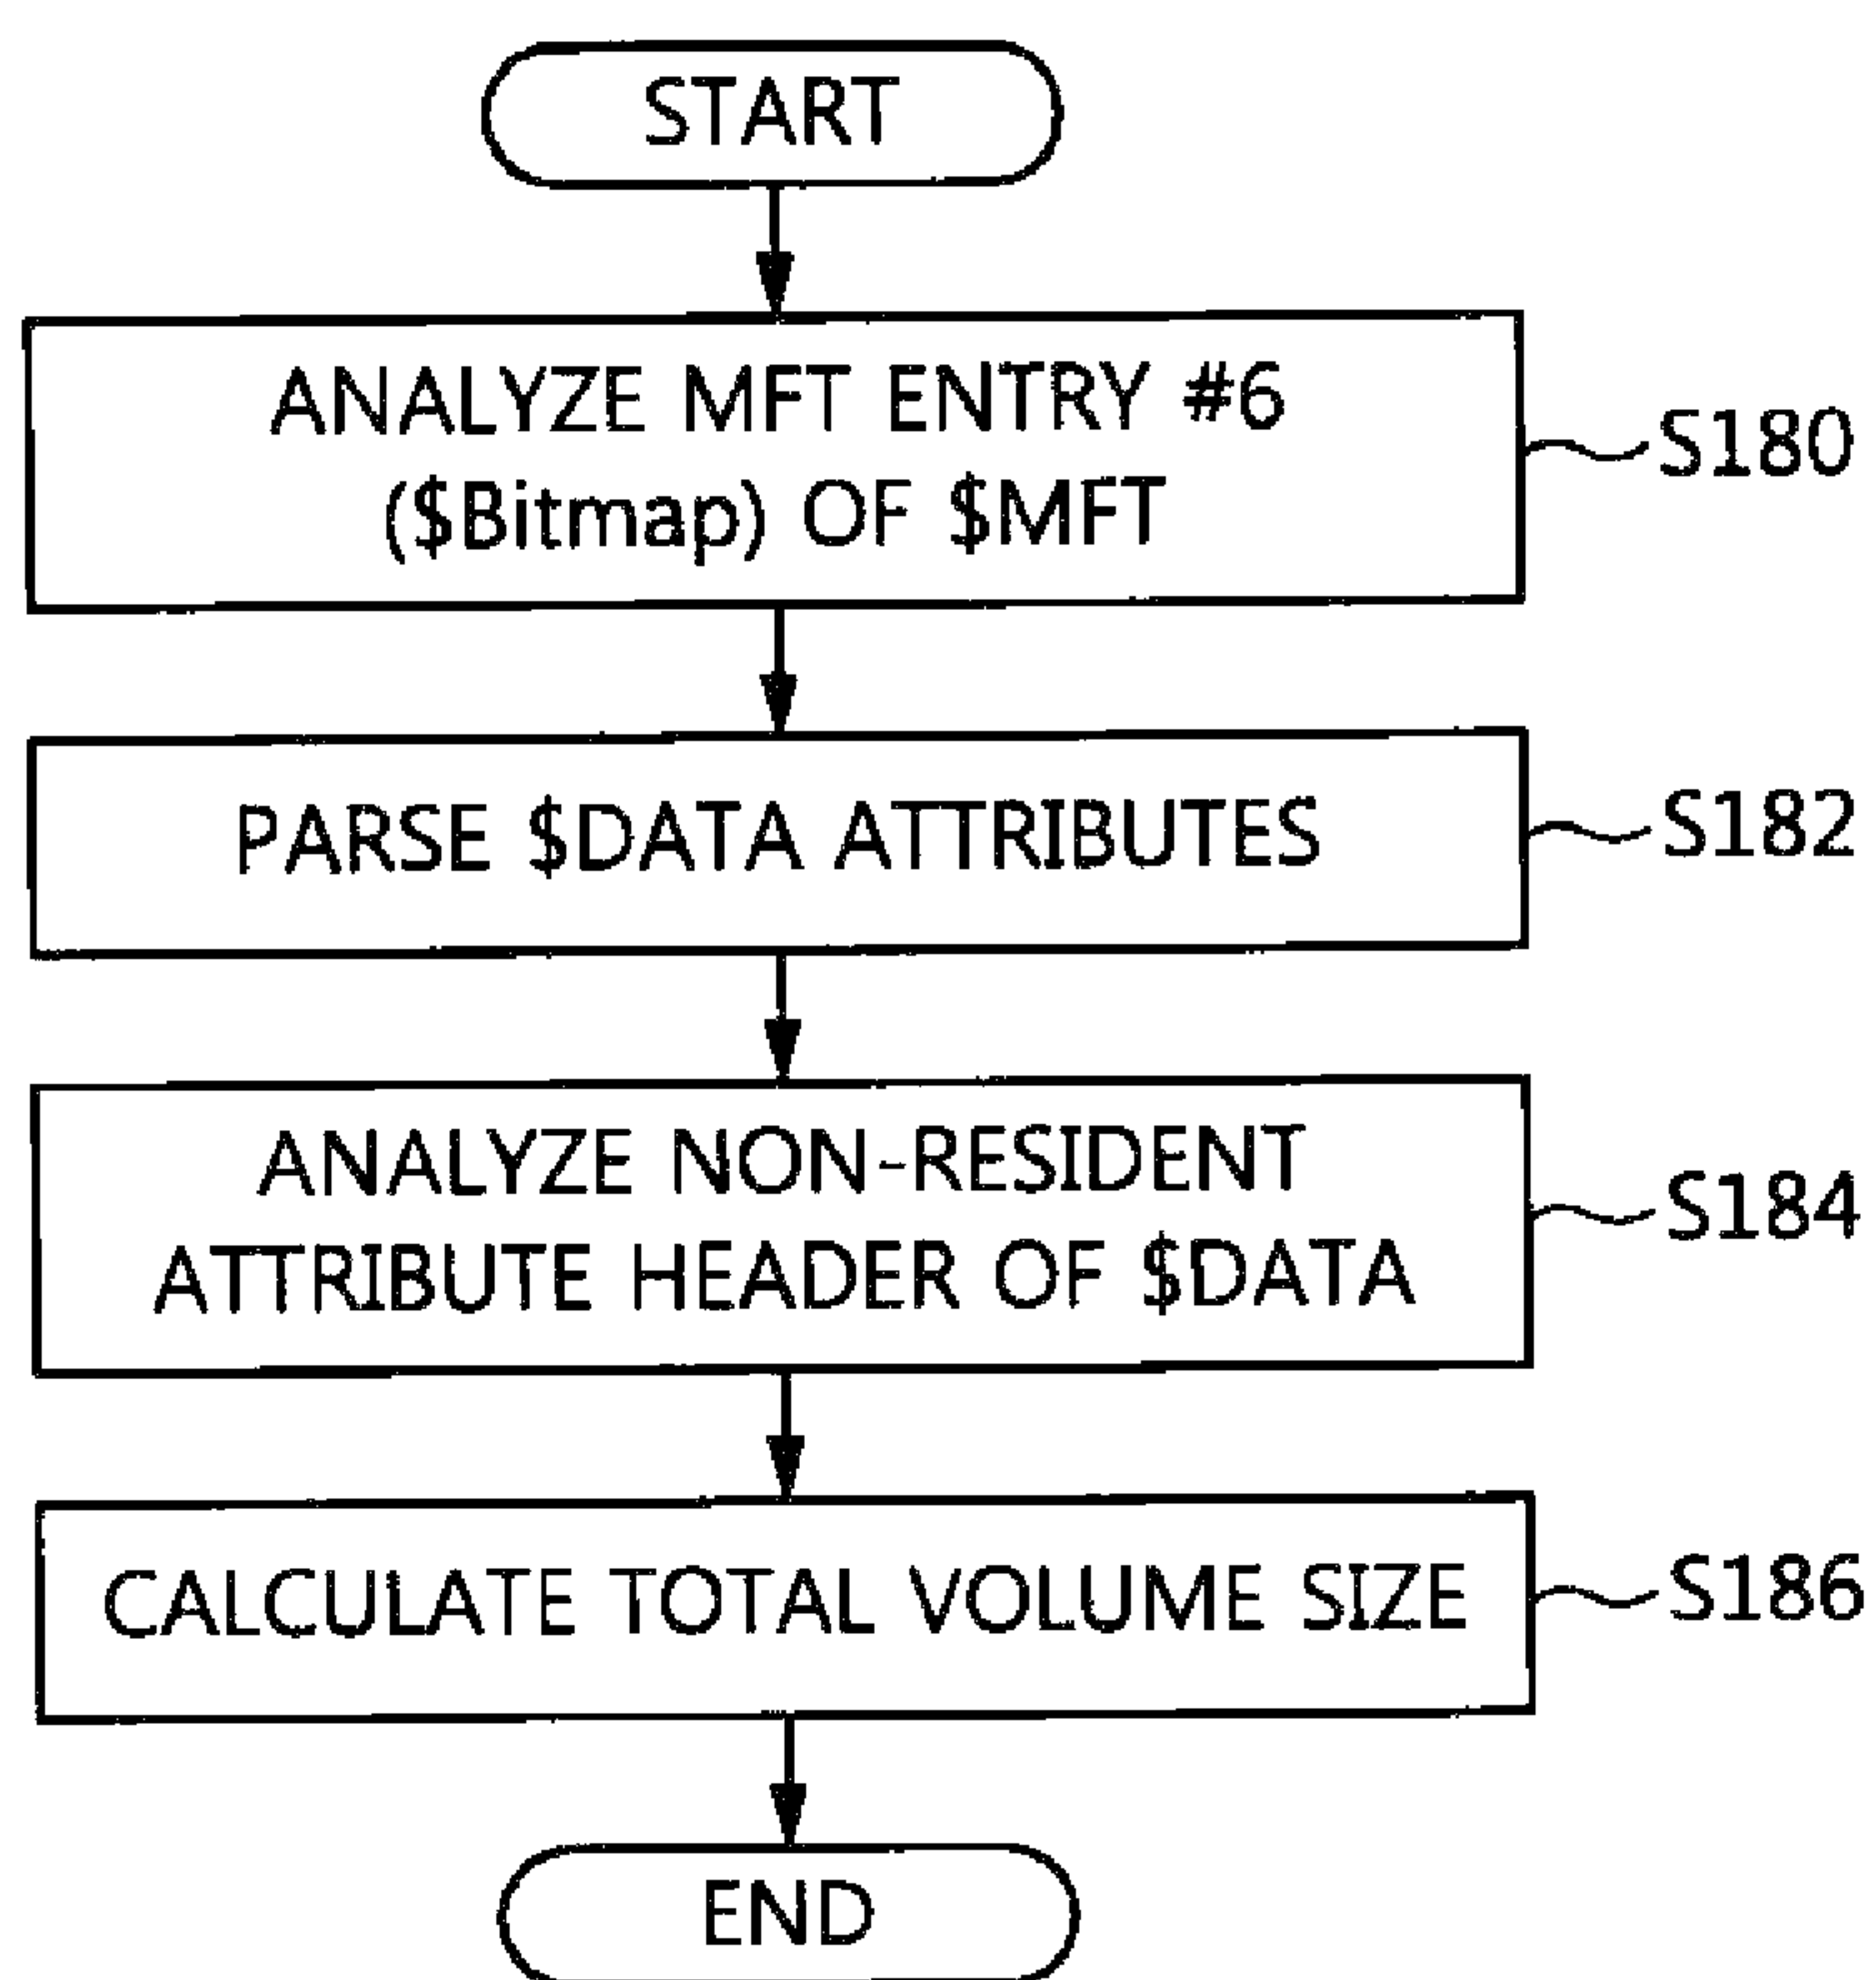 START
ANALYZE MFT ENTRY #6
($Bitmap) OF $MFT
S180
PARSE $DATA ATTRIBUTES
S182
ANALYZE NON-RESIDENT
ATTRIBUTE HEADER OF $DATA
S184
CALCULATE TOTAL VOLUME SIZE
S186
END